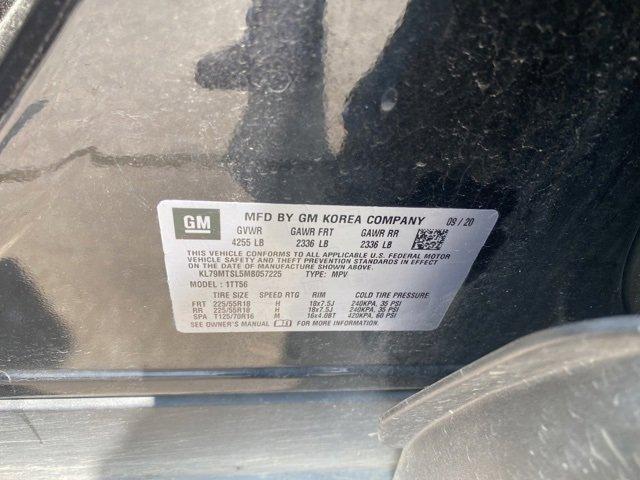 GM
MFD BY GM KOREA COMPANY 09 / 20
GVWR GAWR FRT GAWR RR
4255 LB 2336 LB 2336 LB
THIS VEHICLE CONFORMS TO ALL APPLICABLE U.S. FEDERAL MOTOR
VEHICLE SAFETY AND THEFT PREVENTION STANDARDS IN
EFFECT ON THE DATE OF MANUFACTURE SHOWN ABOVE.
KL79MTSL5MB057225 TYPE: MPV
MODEL : 1TT56
TIRE SIZE SPEED RTG RIM COLD TIRE PRESSURE
FRT 225/55R18 H 18x7.5J 240KPA, 35 PSI
RR 225/55R18 H 18x7.5J 240KPA, 35 PSI
SPA T125/70R16 M 16x4.0BT 420KPA, 60 PSI
SEE OWNER'S MANUAL